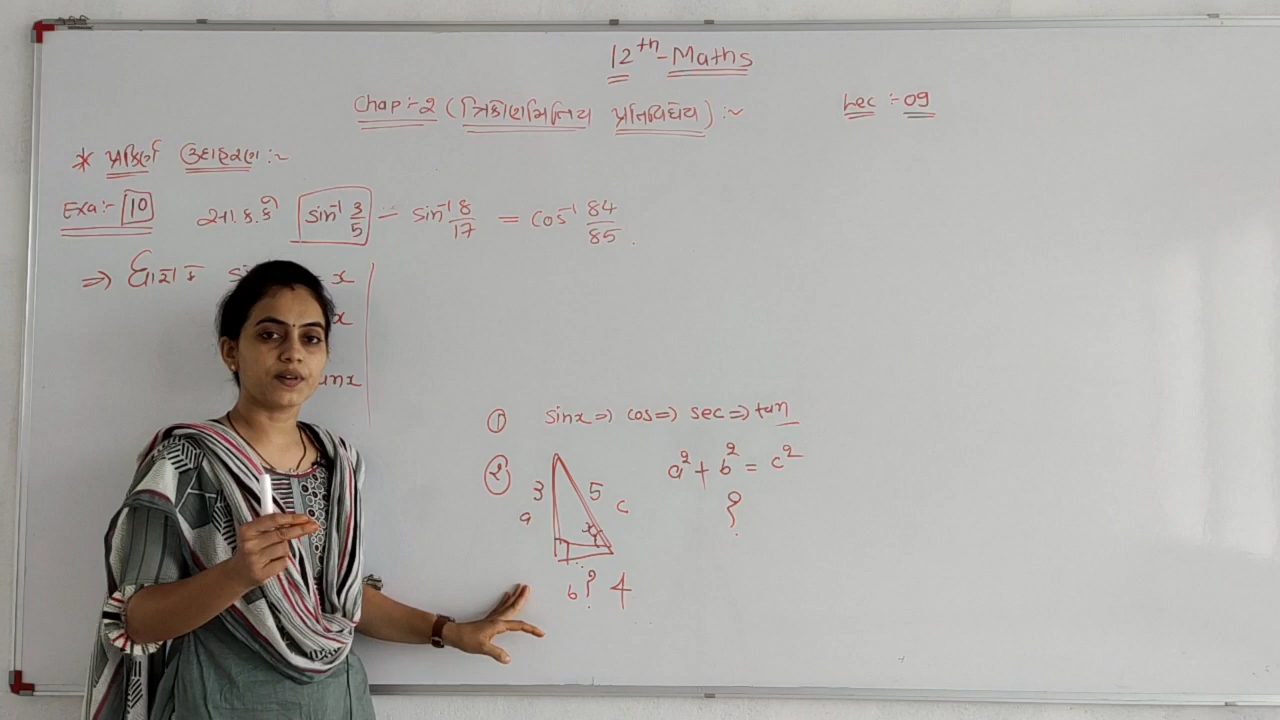 12th - Maths
Chap :- 2 (ત્રિકોણમિતિય પ્રતિવિધેય) :~
Lec :- 09
* પ્રકિર્ણ ઉદાહરણ :~
Exa :- 10 સા.ક.કે sin⁻¹ 3/5 - sin⁻¹ 8/17 = cos⁻¹ 84/85.
⇒ ધારો કે x
x
x
① sinx ⇒ cos ⇒ sec ⇒ tan
② a² + b² = c²
3 5
a c
x
?
b ? 4